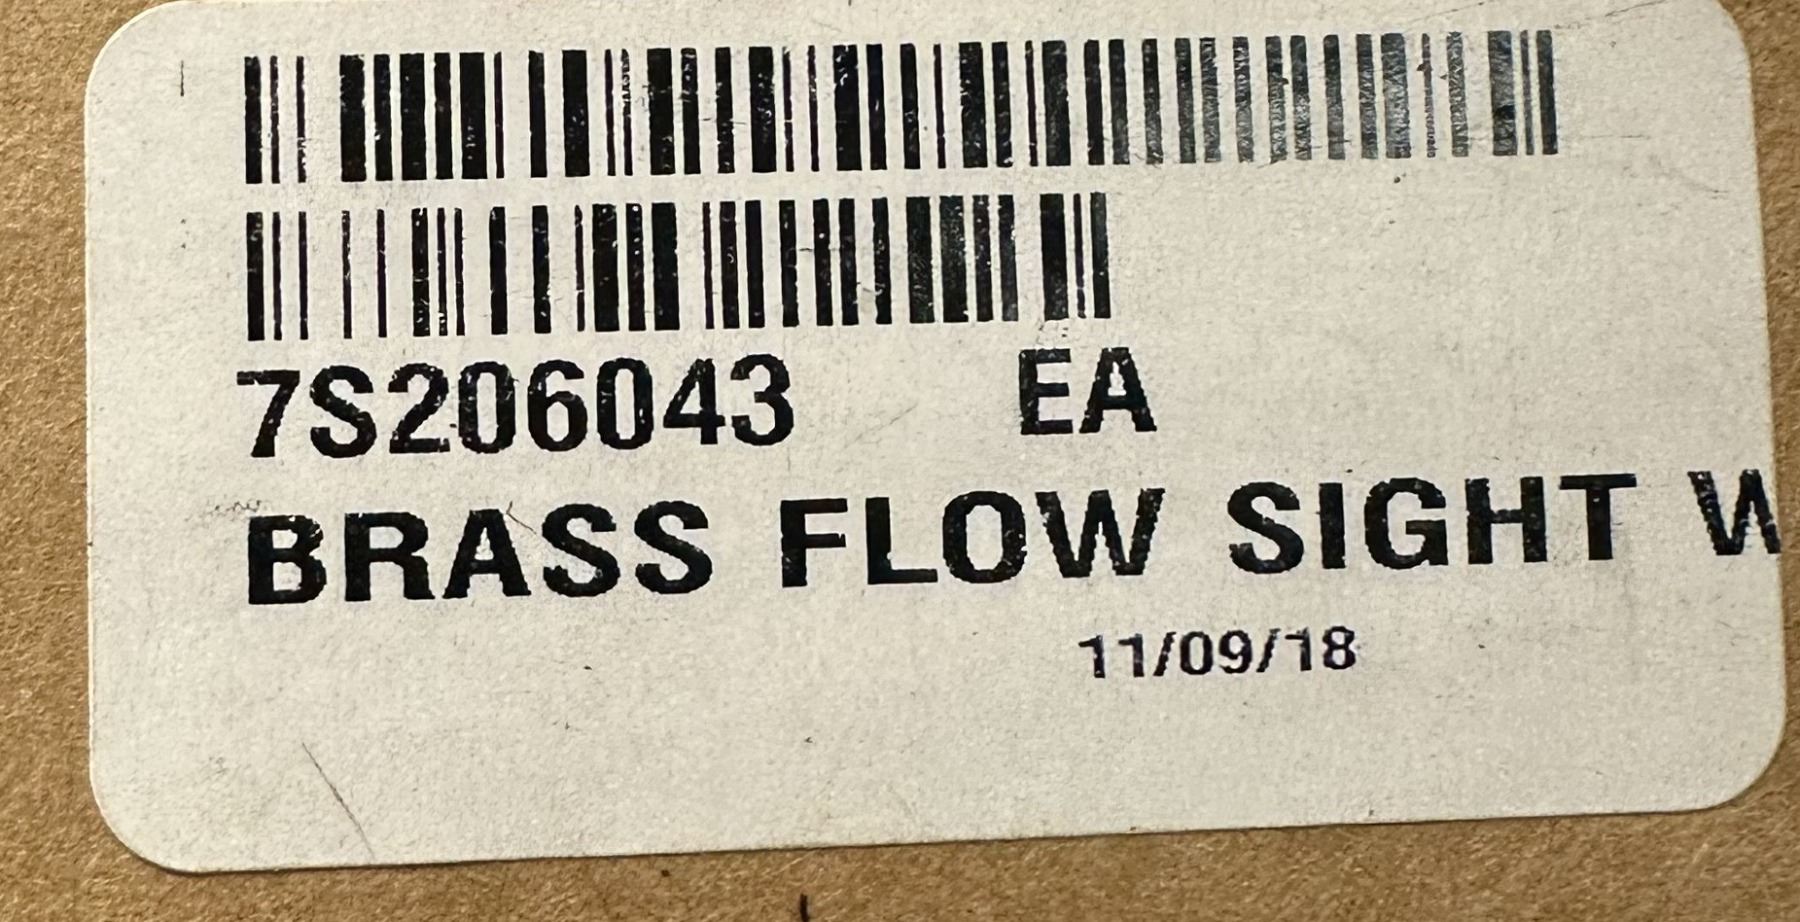 7S206043 EA
BRASS FLOW SIGHT W
11/09/18